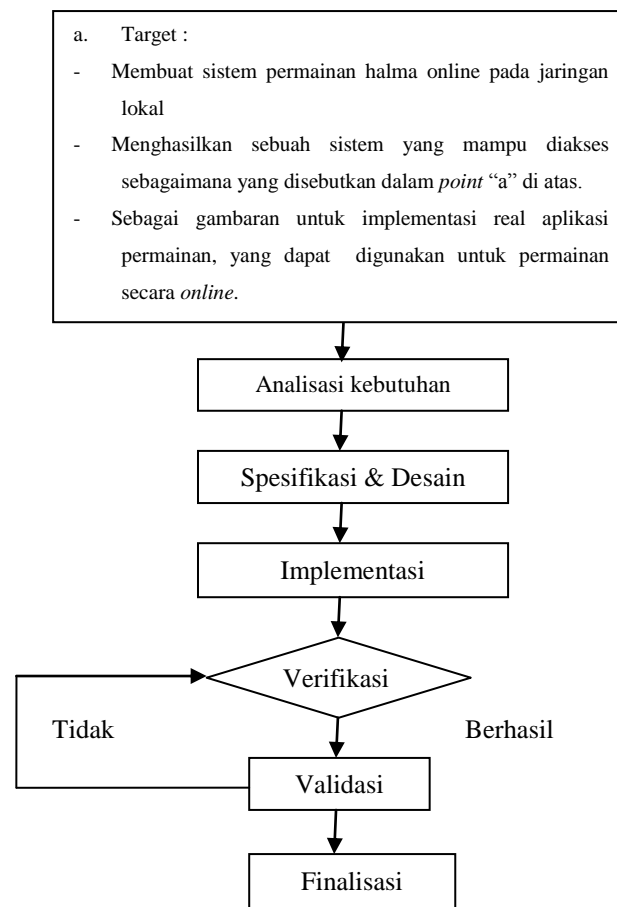 a. Target :
- Membuat sistem permainan halma online pada jaringan
lokal
- Menghasilkan sebuah sistem yang mampu diakses
sebagaimana yang disebutkan dalam point “a” di atas.
- Sebagai gambaran untuk implementasi real aplikasi
permainan, yang dapat digunakan untuk permainan
secara online.
Analisasi kebutuhan
Spesifikasi & Desain
Implementasi
Verifikasi
Tidak
Berhasil
Validasi
Finalisasi